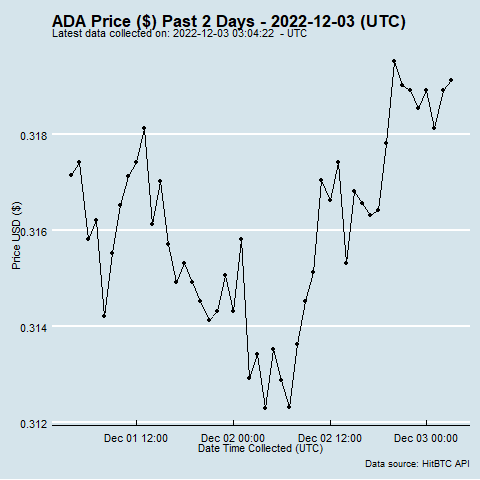 ADA Price ($) Past 2 Days - 2022-12-03 (UTC)
Latest data collected on: 2022-12-03 03:04:22 - UTC
Price USD ($)
0.318
0.316
0.314
0.312
Dec 01 12:00
Dec 02 00:00
Dec 02 12:00
Dec 03 00:00
Date Time Collected (UTC)
Data source: HitBTC API